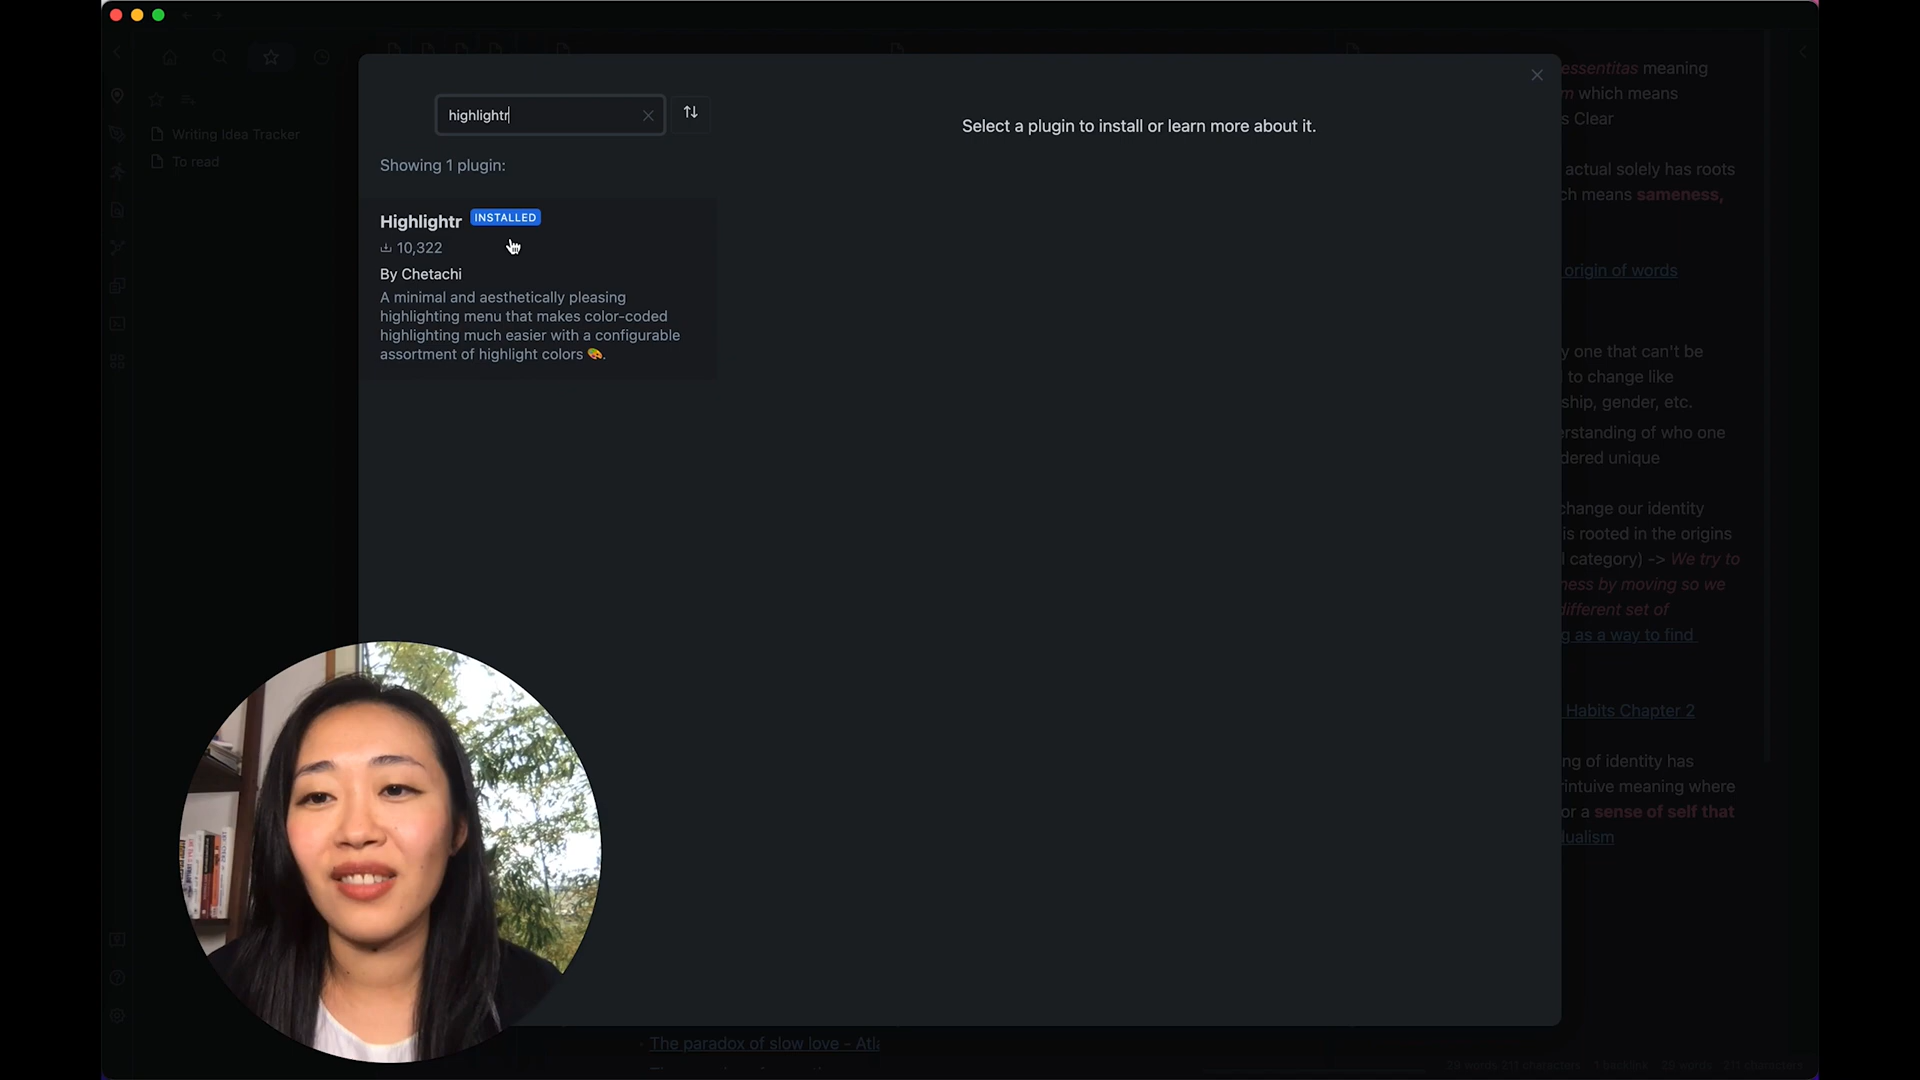 Writing Idea Tracker
To read
highlightr
Select a plugin to install or learn more about it.
Showing 1 plugin:
Highlightr INSTALLED
10,322
By Chetachi
A minimal and aesthetically pleasing
highlighting menu that makes color-coded
highlighting much easier with a configurable
assortment of highlight colors 🎨.
essentitas meaning
which means
s Clear
actual solely has roots
ch means sameness,
origin of words
y one that can't be
to change like
ship, gender, etc.
erstanding of who one
dered unique
change our identity
is rooted in the origins
category) -> We try to
ness by moving so we
different set of
g as a way to find
Habits Chapter 2
ng of identity has
intuive meaning where
or a sense of self that
dualism
The paradox of slow love - Atla